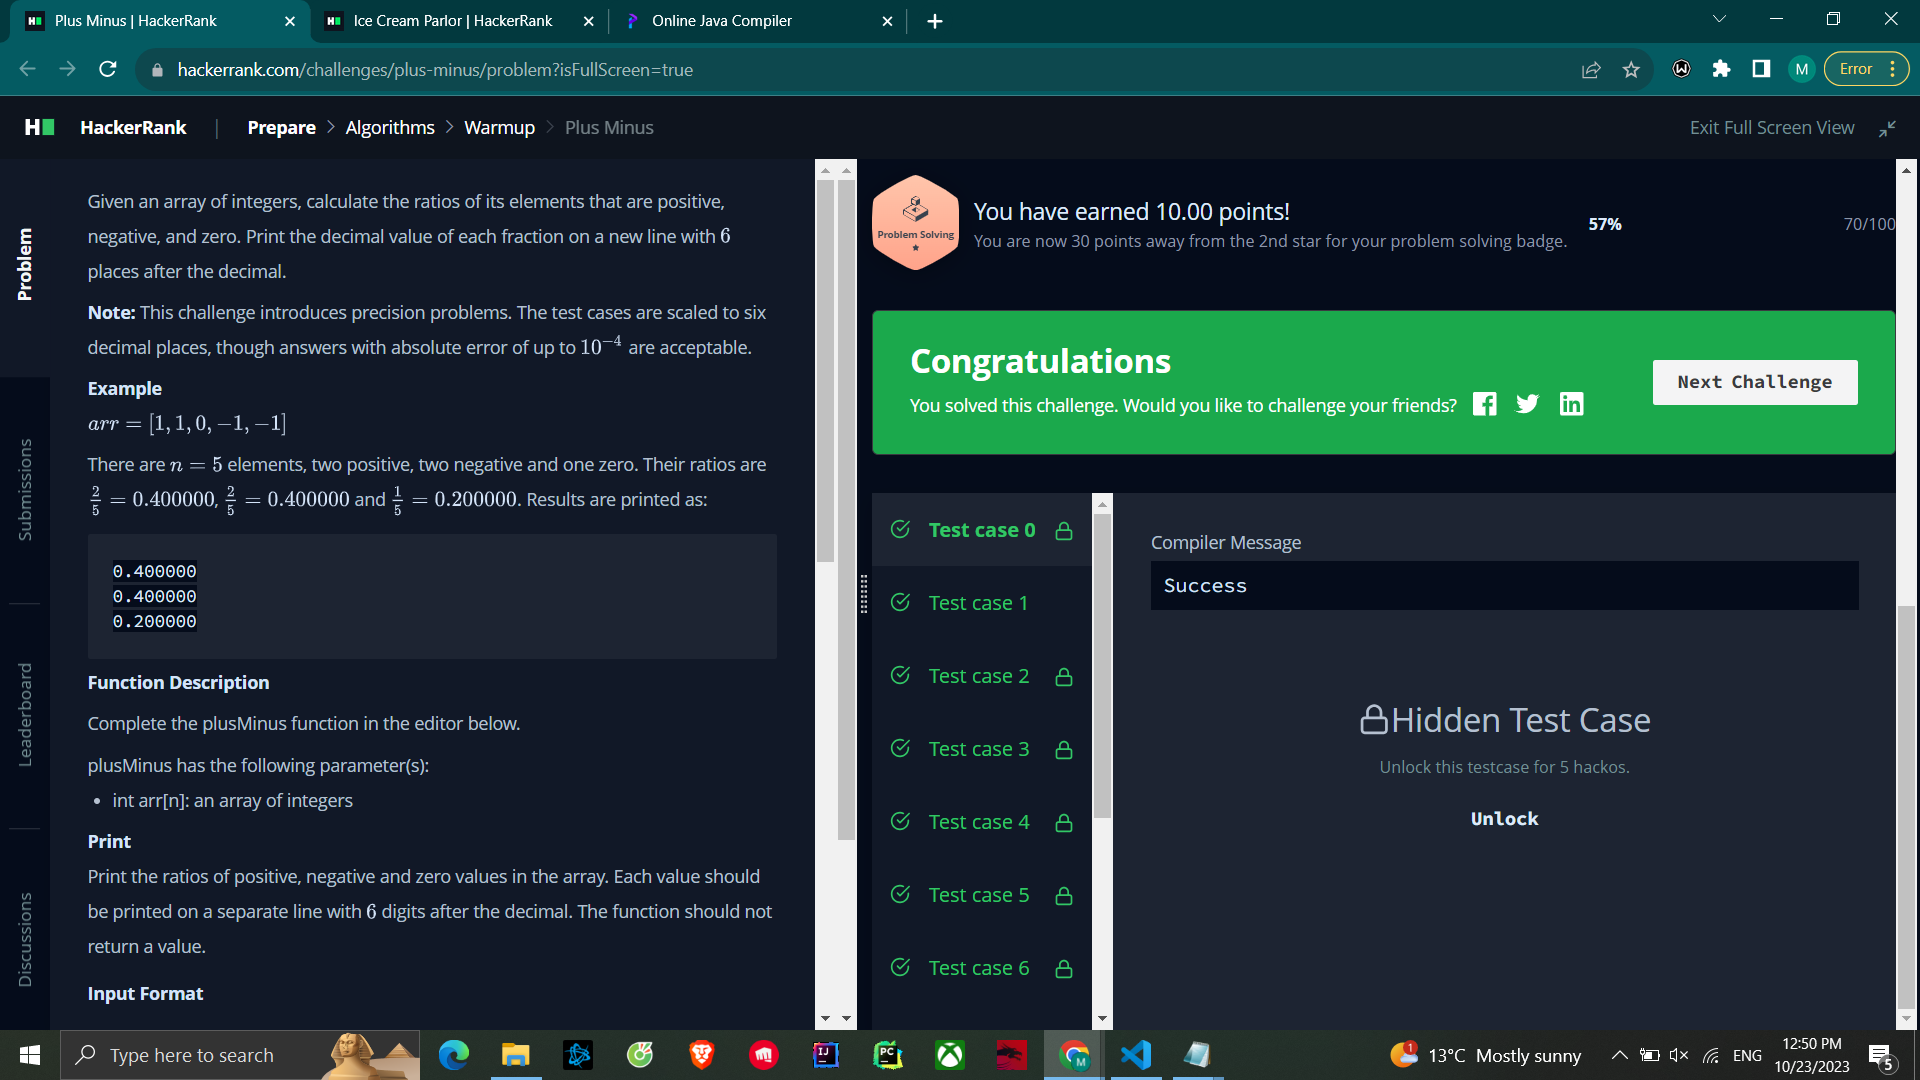 Plus Minus | HackerRank
Ice Cream Parlor | HackerRank
Online Java Compiler
hackerrank.com/challenges/plus-minus/problem?isFullScreen=true
M
Error
H
HackerRank | Prepare > Algorithms > Warmup > Plus Minus
Exit Full Screen View
Problem
Submissions
Leaderboard
Discussions
Given an array of integers, calculate the ratios of its elements that are positive,
negative, and zero. Print the decimal value of each fraction on a new line with 6
places after the decimal.
Note: This challenge introduces precision problems. The test cases are scaled to six
decimal places, though answers with absolute error of up to 10⁻⁴ are acceptable.
Example
arr = [1, 1, 0, −1, −1]
There are n = 5 elements, two positive, two negative and one zero. Their ratios are
2/5 = 0.400000, 2/5 = 0.400000 and 1/5 = 0.200000. Results are printed as:
0.400000
0.400000
0.200000
Function Description
Complete the plusMinus function in the editor below.
plusMinus has the following parameter(s):
• int arr[n]: an array of integers
Print
Print the ratios of positive, negative and zero values in the array. Each value should
be printed on a separate line with 6 digits after the decimal. The function should not
return a value.
Input Format
Problem Solving
You have earned 10.00 points!
You are now 30 points away from the 2nd star for your problem solving badge.
57%
70/100
Congratulations
You solved this challenge. Would you like to challenge your friends?
Next Challenge
Test case 0
Test case 1
Test case 2
Test case 3
Test case 4
Test case 5
Test case 6
Compiler Message
Success
Hidden Test Case
Unlock this testcase for 5 hackos.
Unlock
Type here to search
IJ
PC
M
1
13°C Mostly sunny
ENG
12:50 PM
10/23/2023
5